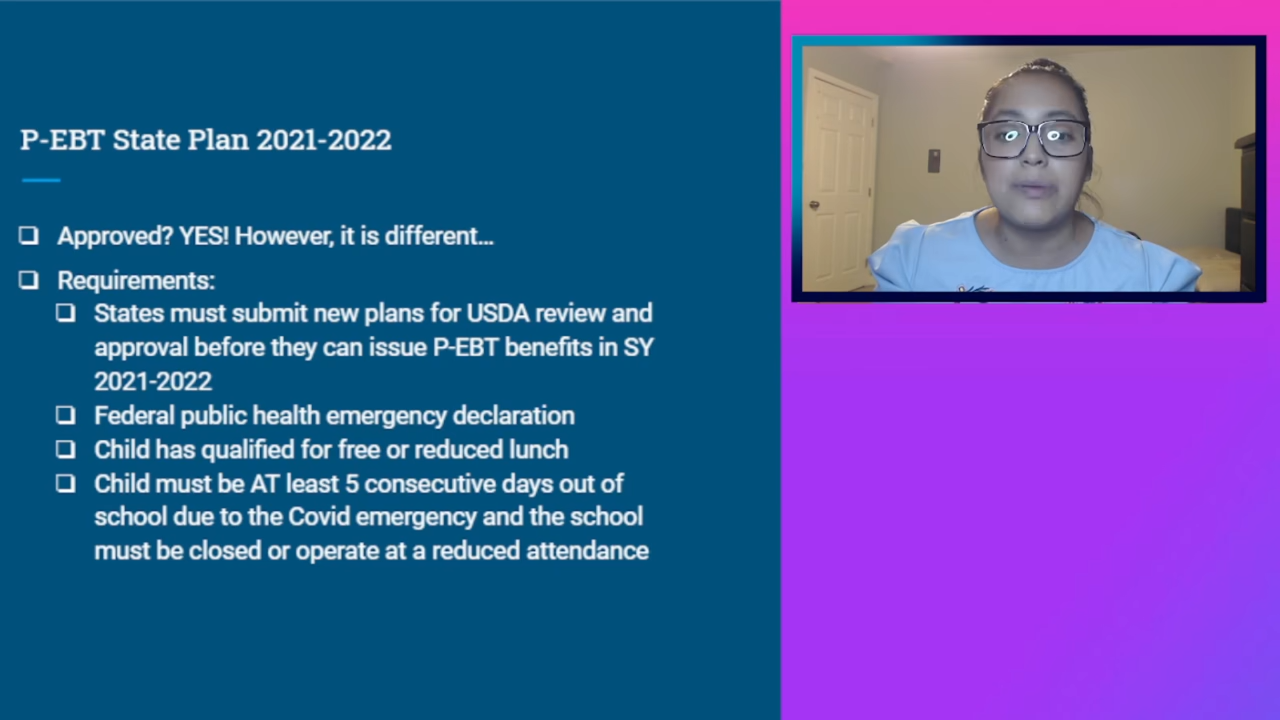 P-EBT State Plan 2021-2022
Approved? YES! However, it is different...
Requirements:
States must submit new plans for USDA review and
approval before they can issue P-EBT benefits in SY
2021-2022
Federal public health emergency declaration
Child has qualified for free or reduced lunch
Child must be AT least 5 consecutive days out of
school due to the Covid emergency and the school
must be closed or operate at a reduced attendance